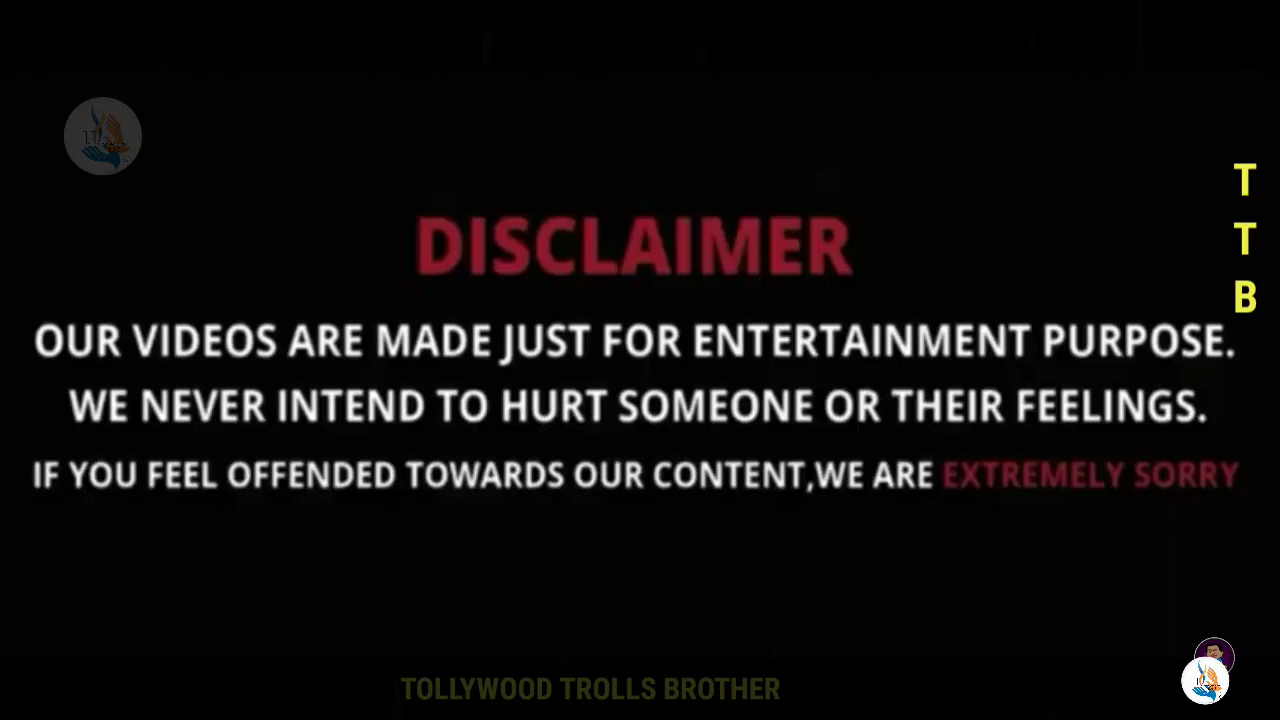 DISCLAIMER
OUR VIDEOS ARE MADE JUST FOR ENTERTAINMENT PURPOSE.
WE NEVER INTEND TO HURT SOMEONE OR THEIR FEELINGS.
IF YOU FEEL OFFENDED TOWARDS OUR CONTENT,WE ARE EXTREMELY SORRY
T
T
B
TOLLYWOOD TROLLS BROTHER